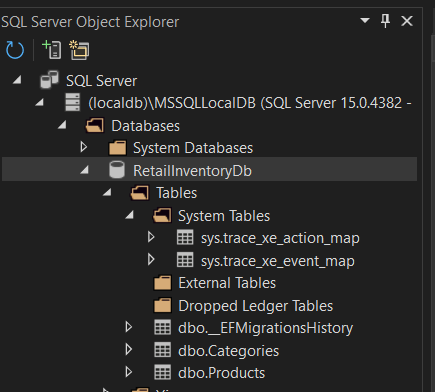 SQL Server Object Explorer
SQL Server
(localdb)\MSSQLLocalDB (SQL Server 15.0.4382 -
Databases
System Databases
RetailInventoryDb
Tables
System Tables
sys.trace_xe_action_map
sys.trace_xe_event_map
External Tables
Dropped Ledger Tables
dbo.__EFMigrationsHistory
dbo.Categories
dbo.Products